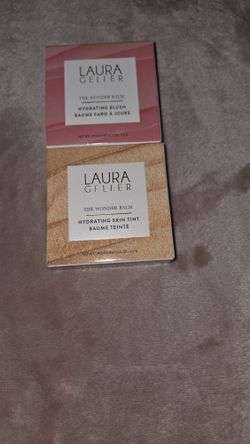 LAURA
GELLER
THE WONDER BALM
HYDRATING BLUSH
BAUME FARD À JOUES
LAURA
GELLER
THE WONDER BALM
HYDRATING SKIN TINT
BAUME TEINTÉ